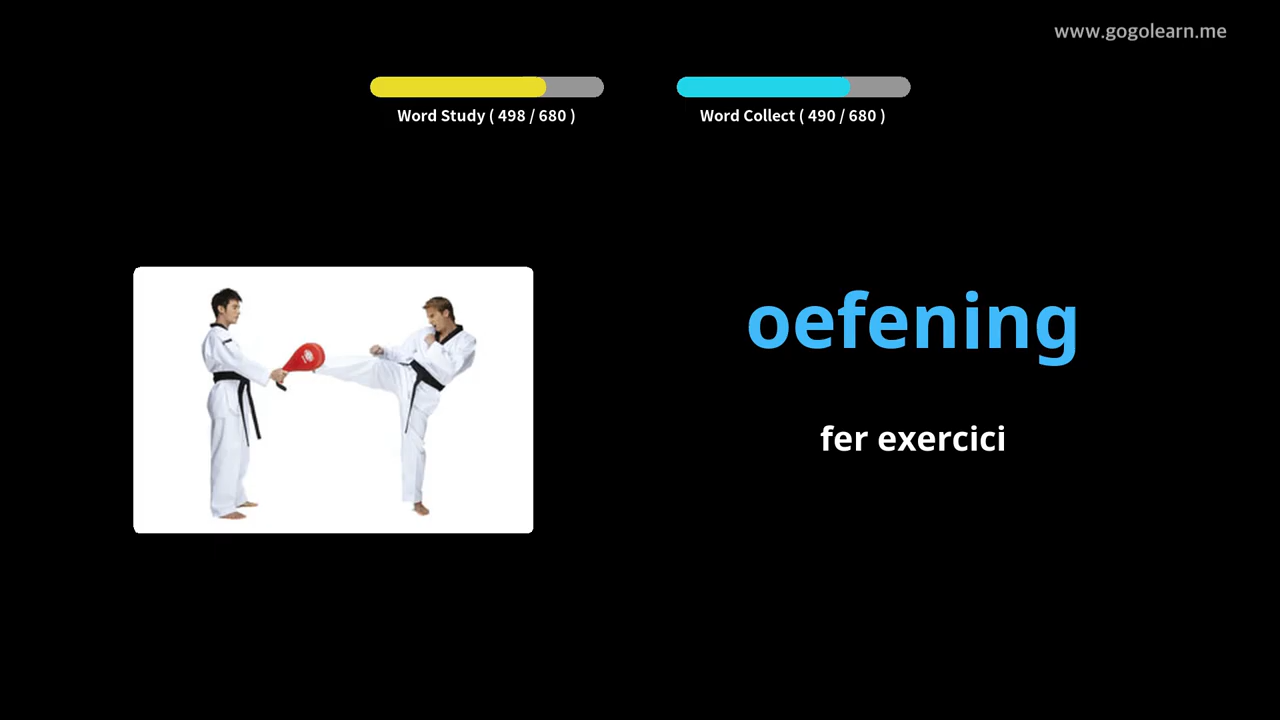 www.gogolearn.me
Word Study ( 498 / 680 )
Word Collect ( 490 / 680 )
oefening
fer exercici